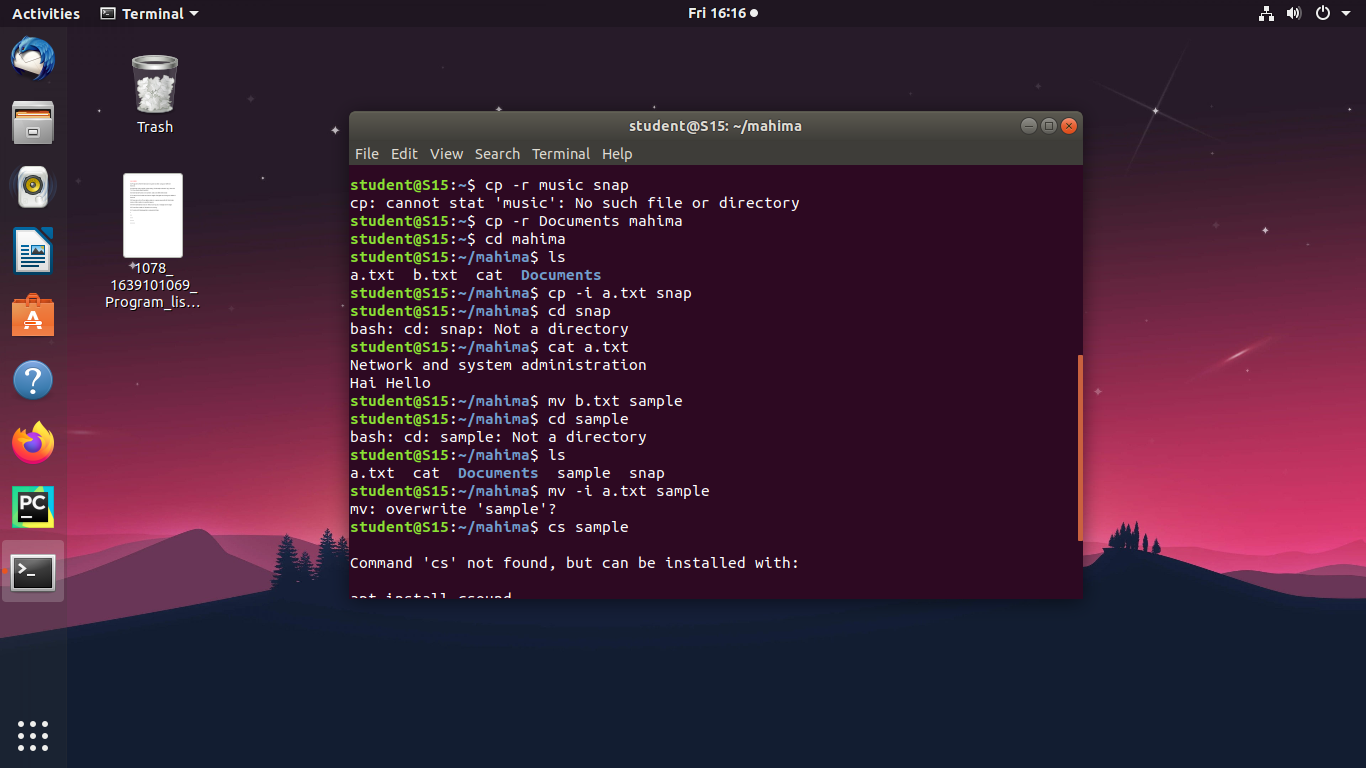 Activities
Terminal
Fri 16:16
Trash
1078_
1639101069_
Program_lis...
student@S15: ~/mahima
File Edit View Search Terminal Help
student@S15:~$ cp -r music snap
cp: cannot stat 'music': No such file or directory
student@S15:~$ cp -r Documents mahima
student@S15:~$ cd mahima
student@S15:~/mahima$ ls
a.txt  b.txt  cat  Documents
student@S15:~/mahima$ cp -i a.txt snap
student@S15:~/mahima$ cd snap
bash: cd: snap: Not a directory
student@S15:~/mahima$ cat a.txt
Network and system administration
Hai Hello
student@S15:~/mahima$ mv b.txt sample
student@S15:~/mahima$ cd sample
bash: cd: sample: Not a directory
student@S15:~/mahima$ ls
a.txt  cat  Documents  sample  snap
student@S15:~/mahima$ mv -i a.txt sample
mv: overwrite 'sample'?
student@S15:~/mahima$ cs sample
Command 'cs' not found, but can be installed with:
apt install csound
PC